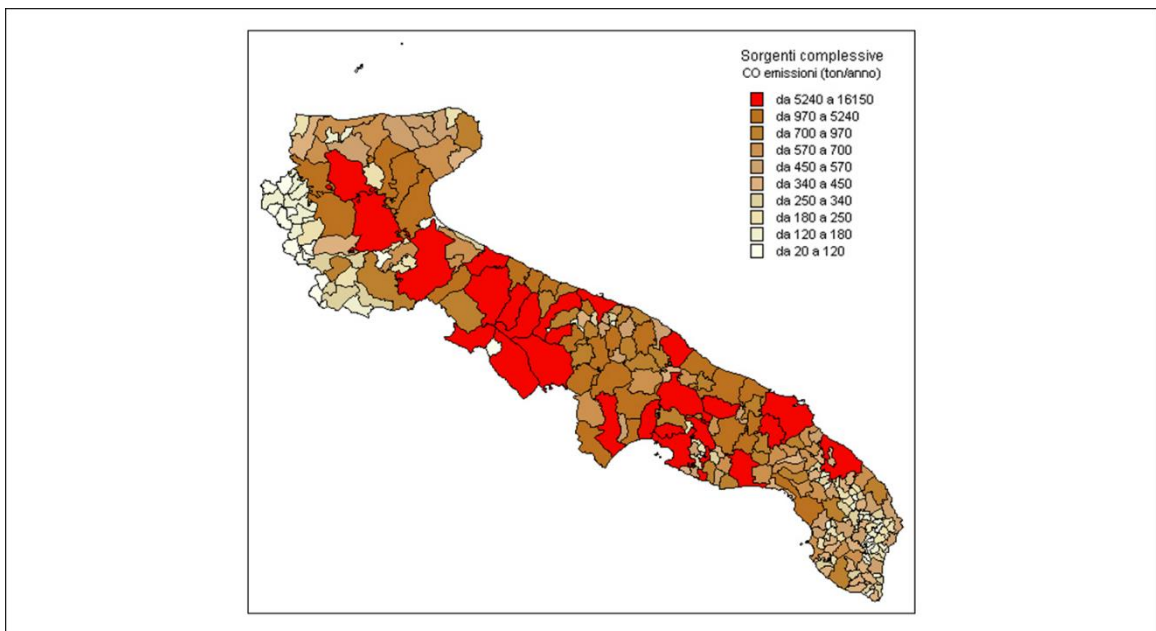 Sorgenti complessive
CO emissioni (ton/anno)
da 5240 a 16150
da 970 a 5240
da 700 a 970
da 570 a 700
da 450 a 570
da 340 a 450
da 250 a 340
da 180 a 250
da 120 a 180
da 20 a 120